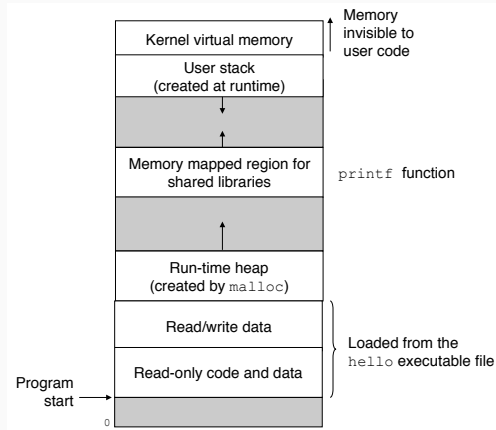 Memory
invisible to
user code
Kernel virtual memory
User stack
(created at runtime)
Memory mapped region for
shared libraries
printf function
Run-time heap
(created by malloc)
Read/write data
Loaded from the
hello executable file
Read-only code and data
Program
start
0